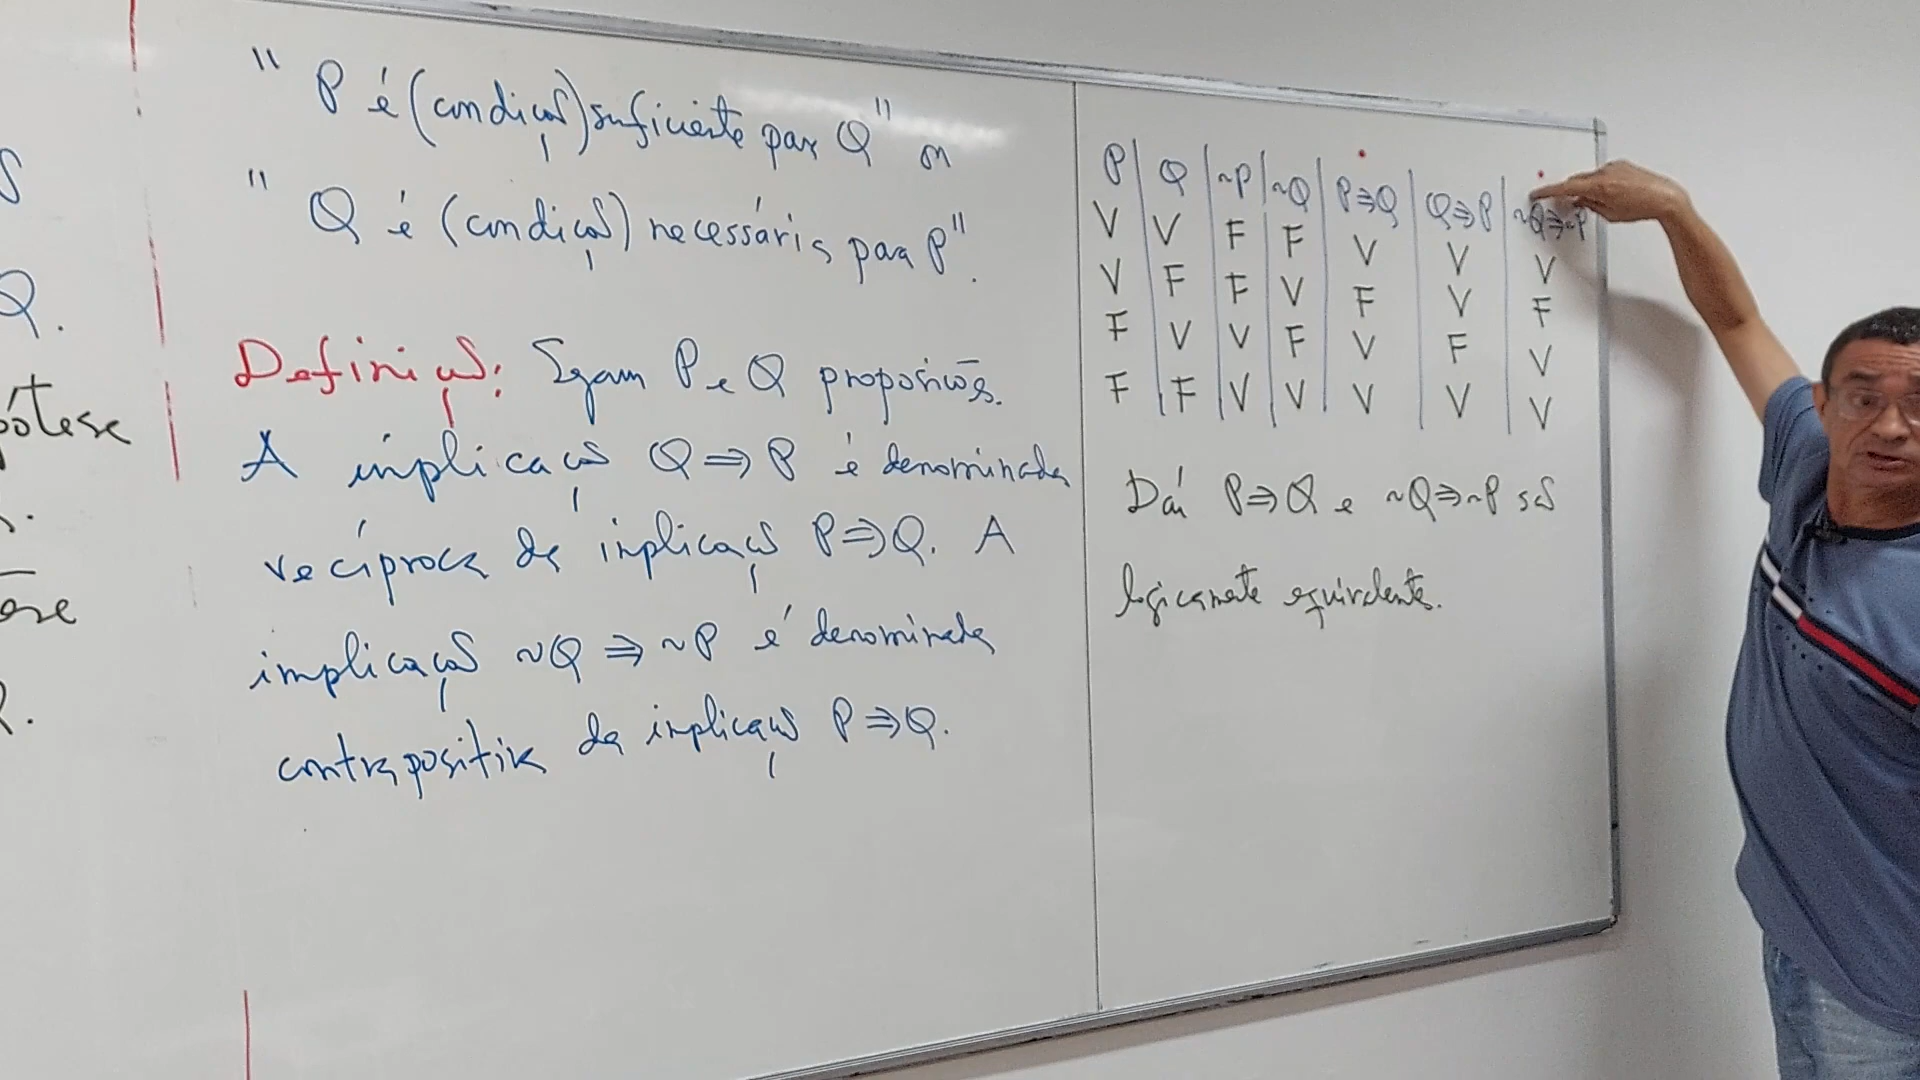 "P é (condição) suficiente para Q" ou
"Q é (condição) necessária para P".
Definição: Sejam P e Q proposições.
A implicação Q ⇒ P é denominada
recíproca da implicação P ⇒ Q. A
implicação ~Q ⇒ ~P é denominada
contrapositiva da implicação P ⇒ Q.
Q.
P | Q | ~P | ~Q | P⇒Q | Q⇒P | ~Q⇒~P
V | V | F | F | V | V | V
V | F | F | V | F | V | F
F | V | V | F | V | F | V
F | F | V | V | V | V | V
Daí P⇒Q e ~Q⇒~P são
logicamente equivalentes.